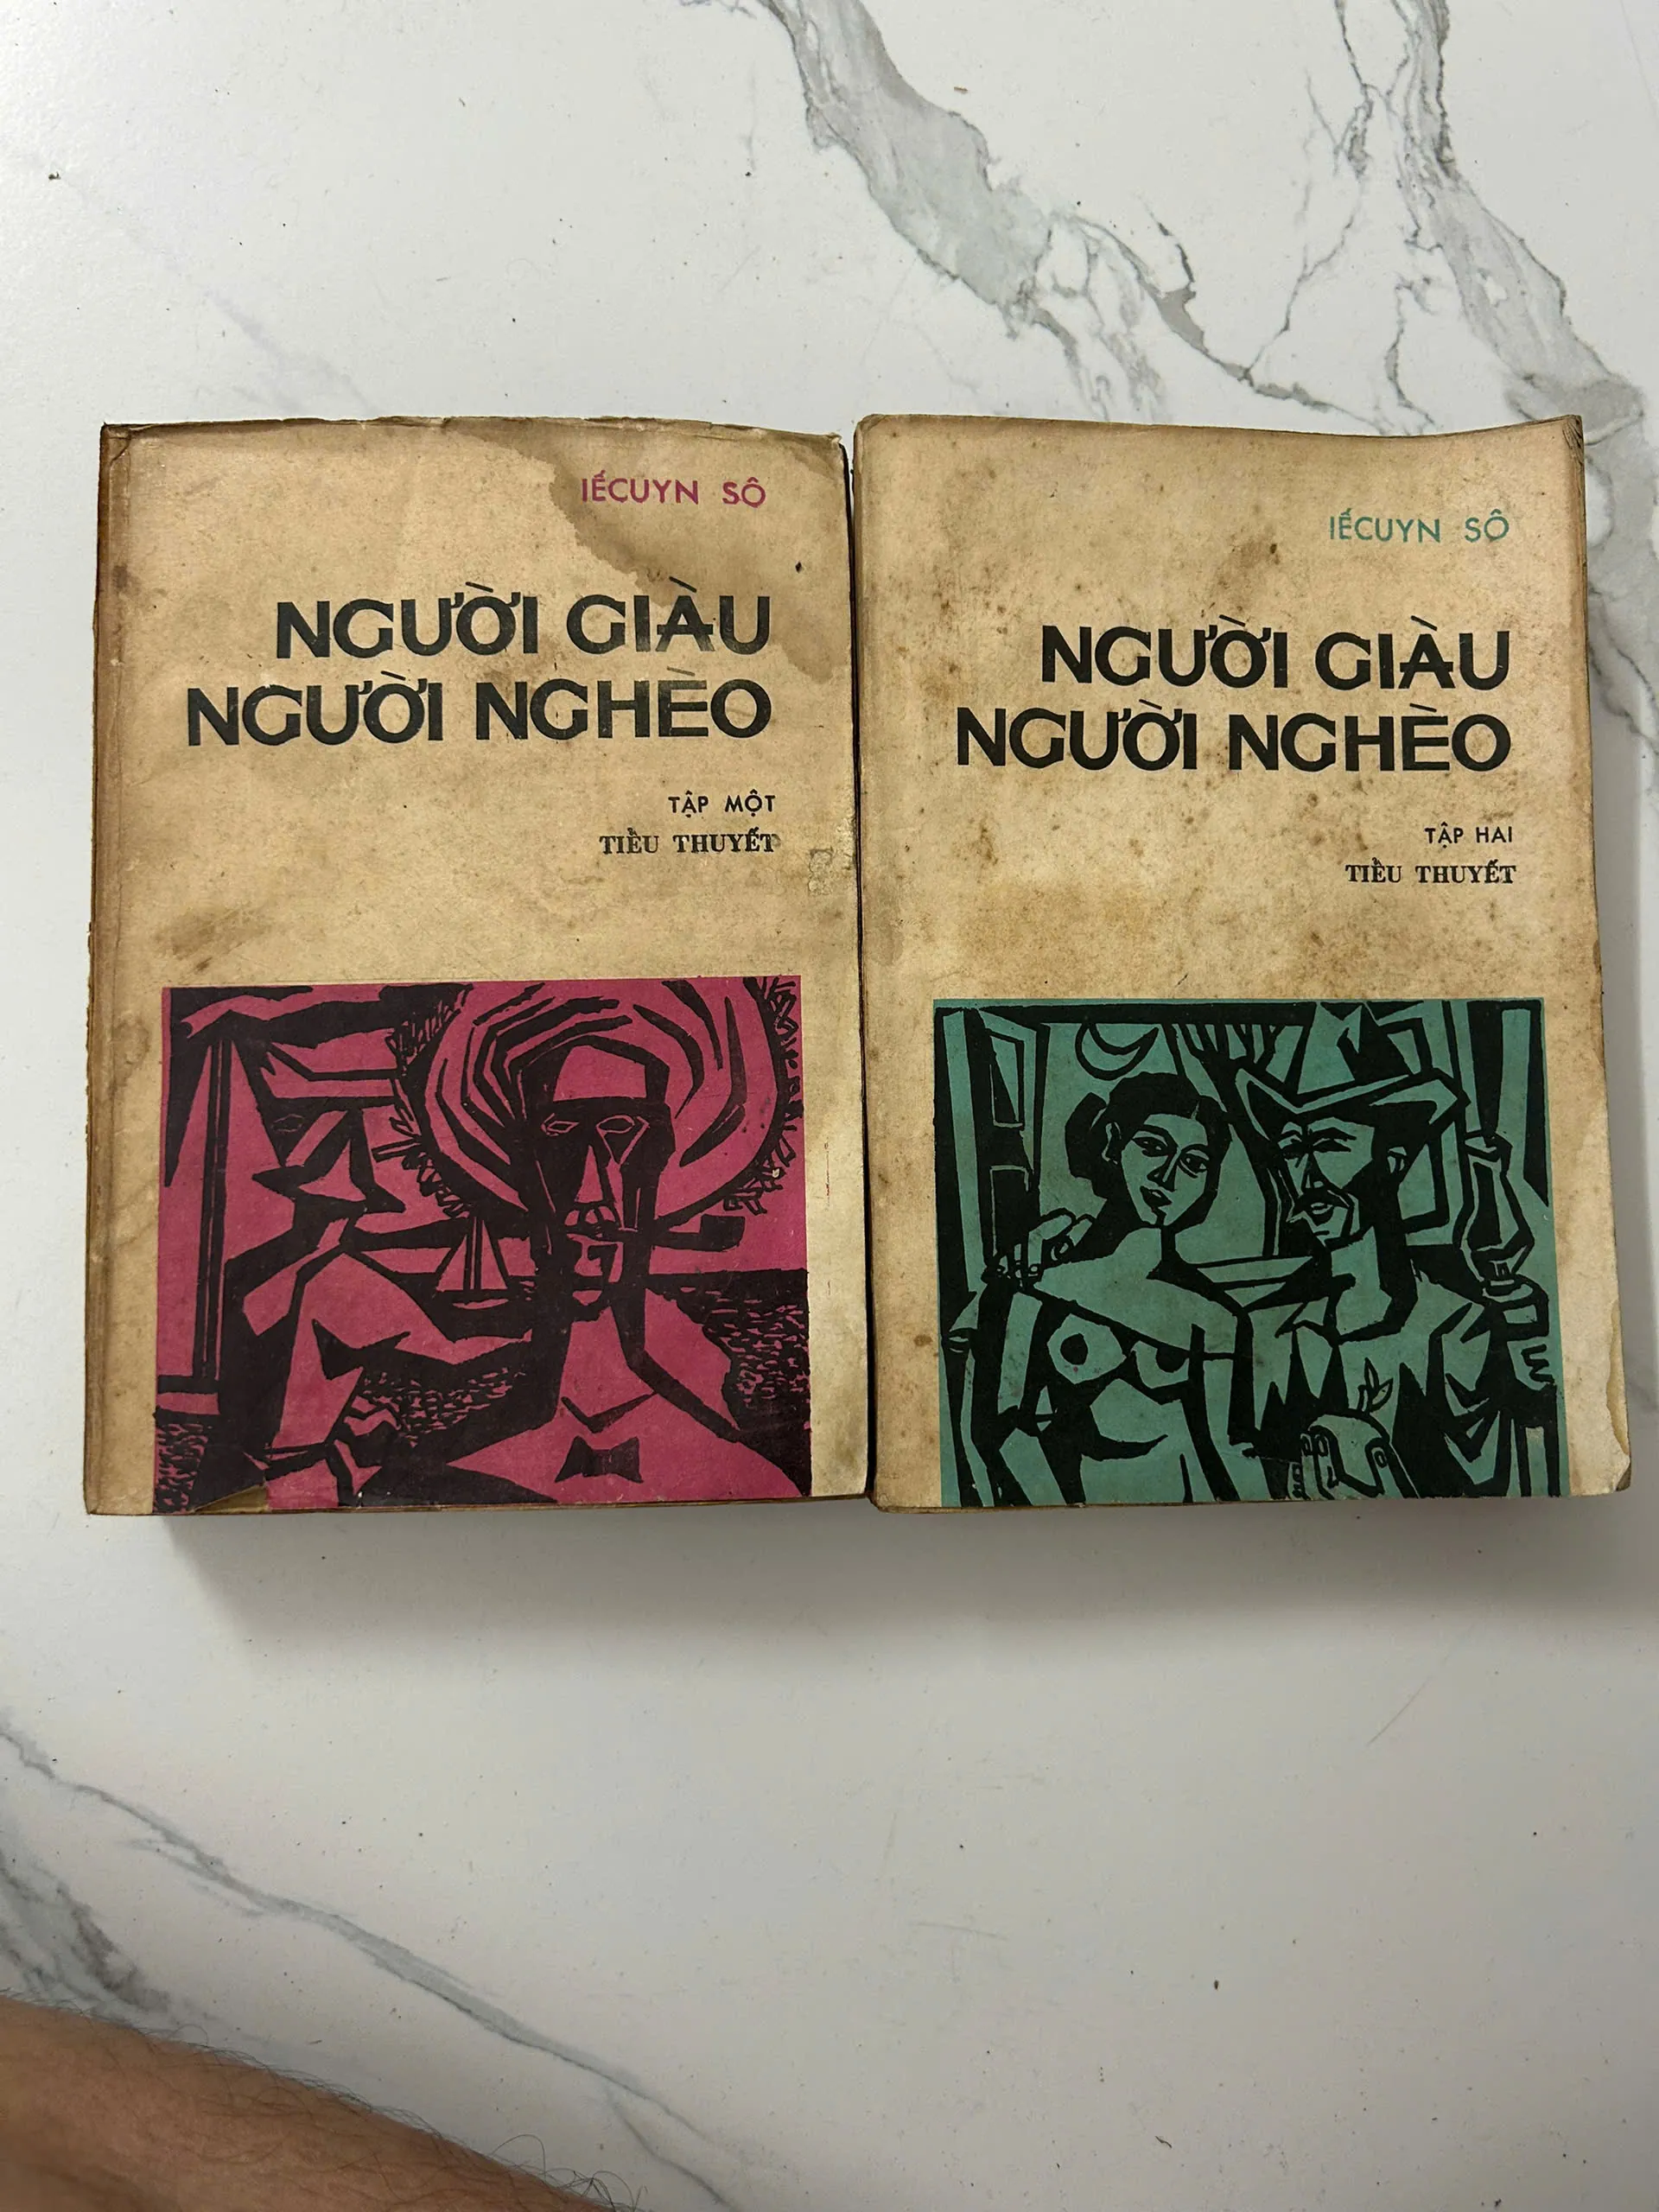 IẾCUYN SÔ
NGƯỜI GIÀU
NGƯỜI NGHÈO
TẬP MỘT
TIỂU THUYẾT
IẾCUYN SÔ
NGƯỜI GIÀU
NGƯỜI NGHÈO
TẬP HAI
TIỂU THUYẾT